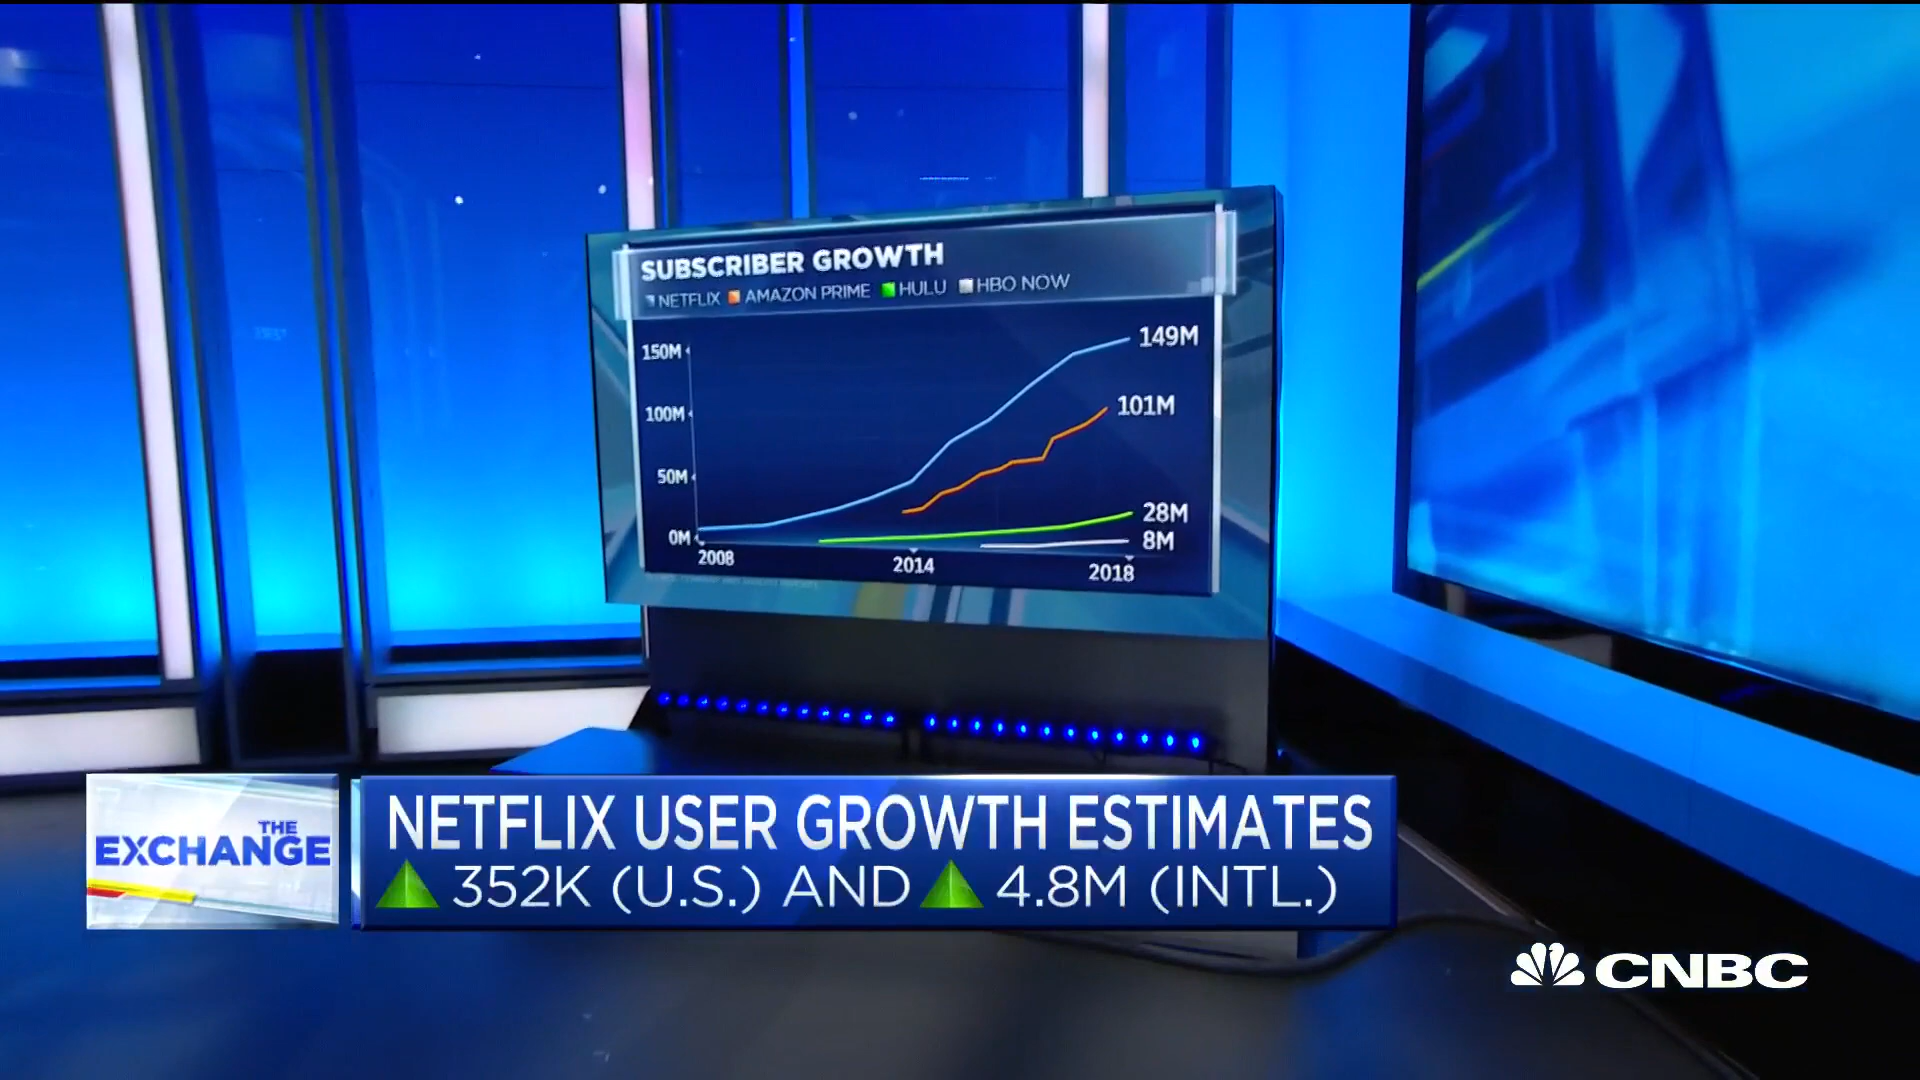 SUBSCRIBER GROWTH
NETFLIX AMAZON PRIME HULU HBO NOW
150M
100M
50M
0M
149M
101M
28M
8M
2008 2014 2018
THE
EXCHANGE
NETFLIX USER GROWTH ESTIMATES
352K (U.S.) AND 4.8M (INTL.)
CNBC